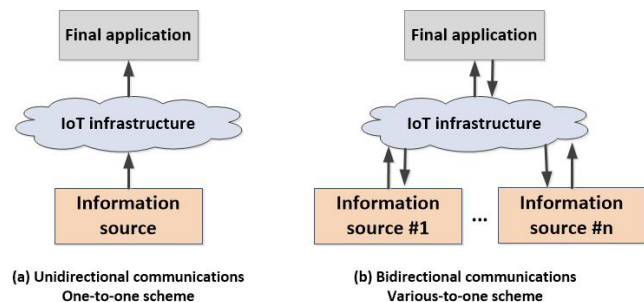 Final application
IoT infrastructure
Information
source
(a) Unidirectional communications
One-to-one scheme
Final application
IoT infrastructure
Information
source #1
...
Information
source #n
(b) Bidirectional communications
Various-to-one scheme